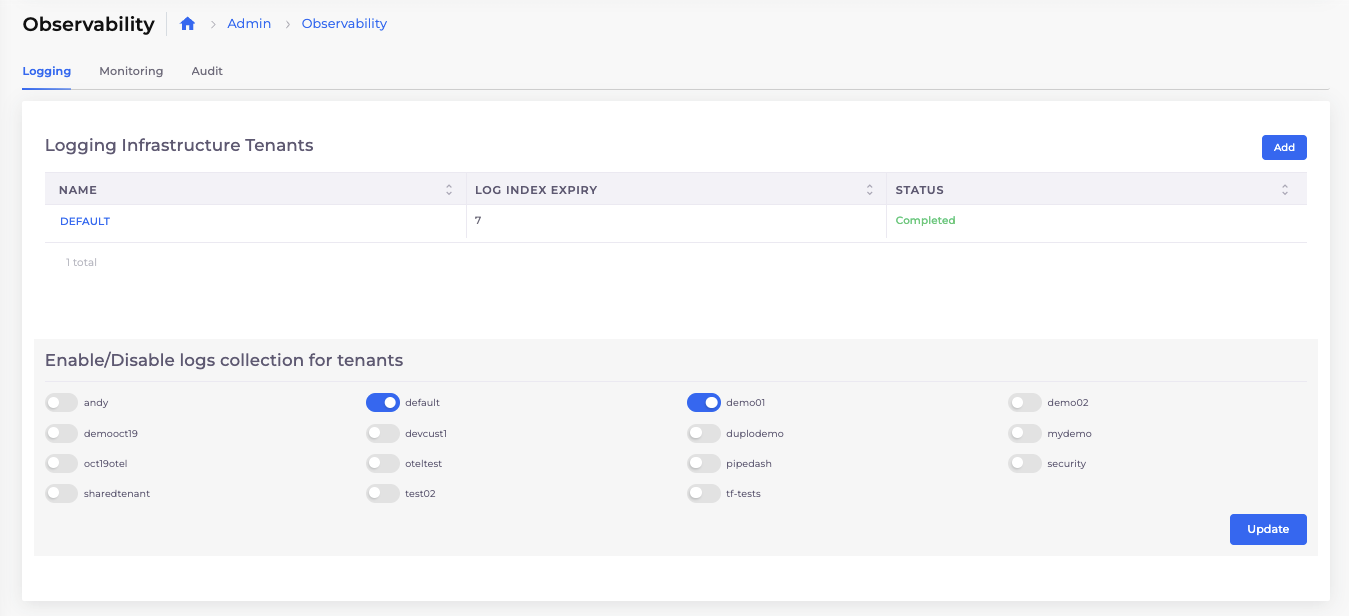 Observability Admin Observability
Logging Monitoring Audit
Logging Infrastructure Tenants Add
NAME LOG INDEX EXPIRY STATUS
DEFAULT 7 Completed
1 total
Enable/Disable logs collection for tenants
andy default demo01 demo02
demooct19 devcust1 duplodemo mydemo
oct19otel oteltest pipedash security
sharedtenant test02 tf-tests
Update